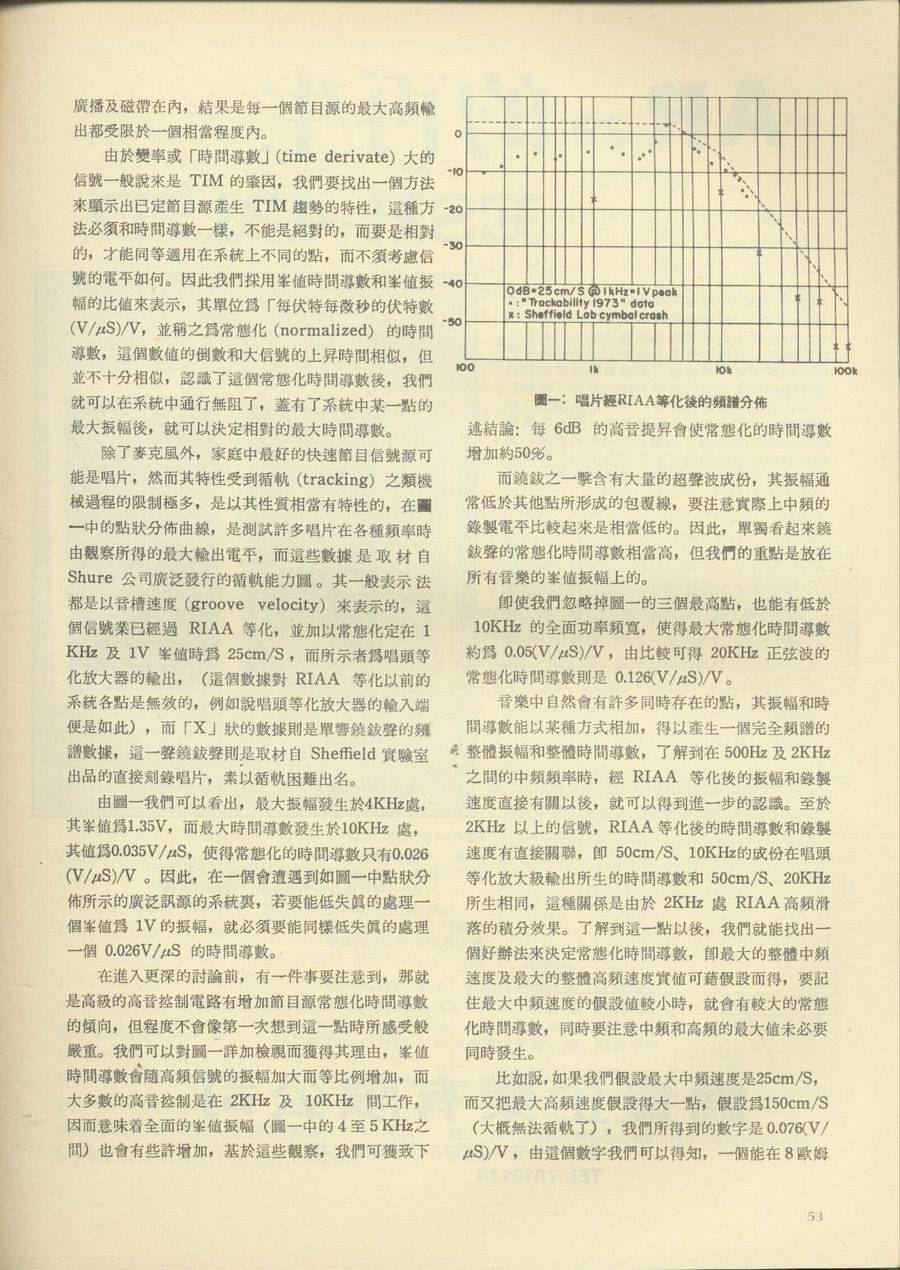 廣播及磁帶在內，結果是每一個節目源的最大高頻輸
出都受限於一個相當程度內。
由於變率或「時間導數」(time derivate) 大的
信號一般說來是 TIM 的肇因，我們要找出一個方法
來顯示出已定節目源產生 TIM 趨勢的特性，這種方
法必須和時間導數一樣，不能是絕對的，而要是相對
的，才能同等適用在系統上不同的點，而不須考慮信
號的電平如何。因此我們採用峯値時間導數和峯値振
幅的比値來表示，其單位爲「每伏特每微秒的伏特數
(V/μS)/V，並稱之爲常態化 (normalized) 的時間
導數，這個數値的倒數和大信號的上昇時間相似，但
並不十分相似，認識了這個常態化時間導數後，我們
就可以在系統中通行無阻了，蓋有了系統中某一點的
最大振幅後，就可以決定相對的最大時間導數。
除了麥克風外，家庭中最好的快速節目信號源可
能是唱片，然而其特性受到循軌 (tracking) 之類機
械過程的限制極多，是以其性質相當有特性的，在圖
一中的點狀分佈曲線，是測試許多唱片在各種頻率時
由觀察所得的最大輸出電平，而這些數據是取材自
Shure 公司廣泛發行的循軌能力圖。其一般表示法
都是以音槽速度 (groove velocity) 來表示的，這
個信號業已經過 RIAA 等化，並加以常態化定在 1
KHz 及 1V 峯値時爲 25cm/S，而所示者爲唱頭等
化放大器的輸出，（這個數據對 RIAA 等化以前的
系統各點是無效的，例如說唱頭等化放大器的輸入端
便是如此），而「X」狀的數據則是單響鐃鈸聲的頻
譜數據，這一聲鐃鈸聲則是取材自 Sheffield 實驗室
出品的直接刻錄唱片，素以循軌困難出名。
由圖一我們可以看出，最大振幅發生於4KHz處，
其峯値爲1.35V，而最大時間導數發生於10KHz 處，
其値爲0.035V/μS，使得常態化的時間導數只有0.026
(V/μS)/V 。因此，在一個會遭遇到如圖一中點狀分
佈所示的廣泛訊源的系統裏，若要能低失眞的處理一
個峯値爲 1V 的振幅，就必須要能同樣低失眞的處理
一個 0.026V/μS 的時間導數。
在進入更深的討論前，有一件事要注意到，那就
是高級的高音控制電路有增加節目源常態化時間導數
的傾向，但程度不會像第一次想到這一點時所感受般
嚴重。我們可以對圖一詳加檢視而獲得其理由，峯値
時間導數會隨高頻信號的振幅加大而等比例增加，而
大多數的高音控制是在 2KHz 及 10KHz 間工作，
因而意味着全面的峯値振幅（圖一中的 4 至 5 KHz之
間）也會有些許增加，基於這些觀察，我們可獲致下
0
-10
-20
-30
-40
-50
0dB=25cm/S @ 1kHz=1Vpeak
• : "Trackability 1973" data
x : Sheffield Lab cymbal crash
100 1k 10k 100k
圖一：唱片經RIAA等化後的頻譜分佈
述結論：每 6dB 的高音提昇會使常態化的時間導數
增加約50%。
而鐃鈸之一擊含有大量的超聲波成份，其振幅通
常低於其他點所形成的包覆線，要注意實際上中頻的
錄製電平比較起來是相當低的。因此，單獨看起來鐃
鈸聲的常態化時間導數相當高，但我們的重點是放在
所有音樂的峯値振幅上的。
卽使我們忽略掉圖一的三個最高點，也能有低於
10KHz 的全面功率頻寬，使得最大常態化時間導數
約爲 0.05(V/μS)/V，由比較可得 20KHz 正弦波的
常態化時間導數則是 0.126(V/μS)/V。
音樂中自然會有許多同時存在的點，其振幅和時
間導數能以某種方式相加，得以產生一個完全頻譜的
整體振幅和整體時間導數，了解到在 500Hz 及 2KHz
之間的中頻頻率時，經 RIAA 等化後的振幅和錄製
速度直接有關以後，就可以得到進一步的認識。至於
2KHz 以上的信號，RIAA 等化後的時間導數和錄製
速度有直接關聯，卽 50cm/S、10KHz的成份在唱頭
等化放大級輸出所生的時間導數和 50cm/S、20KHz
所生相同，這種關係是由於 2KHz 處 RIAA高頻滑
落的積分效果。了解到這一點以後，我們就能找出一
個好辦法來決定常態化時間導數，卽最大的整體中頻
速度及最大的整體高頻速度實値可藉假設而得，要記
住最大中頻速度的假設値較小時，就會有較大的常態
化時間導數，同時要注意中頻和高頻的最大値未必要
同時發生。
比如說，如果我們假設最大中頻速度是25cm/S，
而又把最大高頻速度假設得大一點，假設爲150cm/S
（大槪無法循軌了），我們所得到的數字是 0.076(V/
μS)/V，由這個數字我們可以得知，一個能在 8 歐姆
53